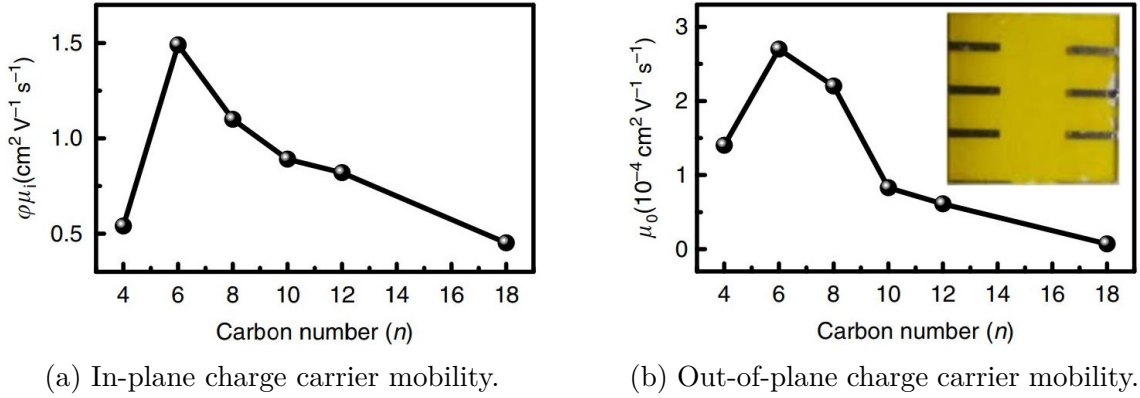 1.5
1.0
0.5
φμᵢ(cm² V⁻¹ s⁻¹)
4 6 8 10 12 14 16 18
Carbon number (n)
(a) In-plane charge carrier mobility.
3
2
1
0
μ₀(10⁻⁴ cm² V⁻¹ s⁻¹)
4 6 8 10 12 14 16 18
Carbon number (n)
(b) Out-of-plane charge carrier mobility.